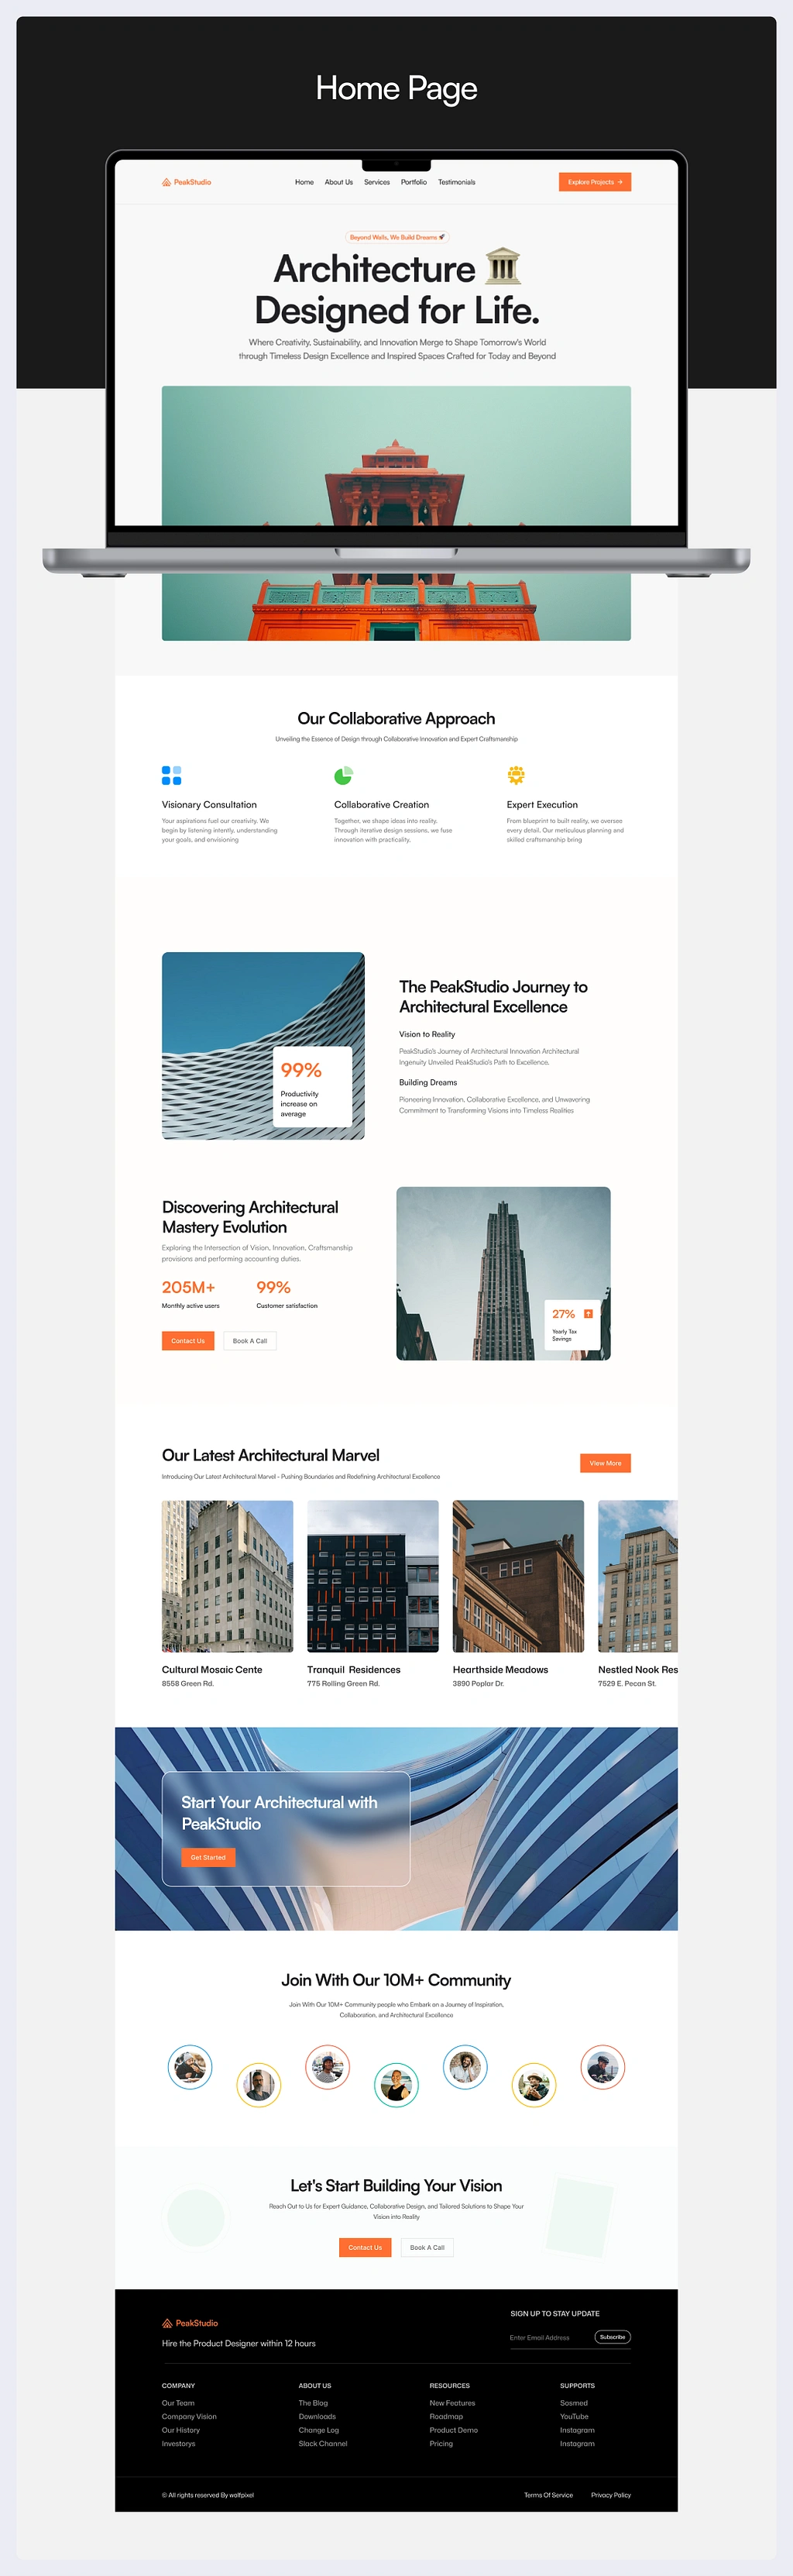 Home Page
PeakStudio
Home
About Us
Services
Portfolio
Testimonials
Explore Projects →
Beyond Walls, We Build Dreams 🚀
Architecture 🏛️
Designed for Life.
Where Creativity, Sustainability, and Innovation Merge to Shape Tomorrow's World
through Timeless Design Excellence and Inspired Spaces Crafted for Today and Beyond
Our Collaborative Approach
Unveiling the Essence of Design through Collaborative Innovation and Expert Craftsmanship
Visionary Consultation
Your aspirations fuel our creativity. We
begin by listening intently, understanding
your goals, and envisioning
Collaborative Creation
Together, we shape ideas into reality.
Through iterative design sessions, we fuse
innovation with practicality.
Expert Execution
From blueprint to built reality, we oversee
every detail. Our meticulous planning and
skilled craftsmanship bring
99%
Productivity
increase on
average
The PeakStudio Journey to
Architectural Excellence
Vision to Reality
PeakStudio's Journey of Architectural Innovation Architectural
Ingenuity Unveiled PeakStudio's Path to Excellence.
Building Dreams
Pioneering Innovation, Collaborative Excellence, and Unwavering
Commitment to Transforming Visions into Timeless Realities
Discovering Architectural
Mastery Evolution
Exploring the Intersection of Vision, Innovation, Craftsmanship
provisions and performing accounting duties.
205M+
Monthly active users
99%
Customer satisfaction
Contact Us
Book A Call
27%
Yearly Tax
Savings
Our Latest Architectural Marvel
Introducing Our Latest Architectural Marvel - Pushing Boundaries and Redefining Architectural Excellence
View More
Cultural Mosaic Cente
8558 Green Rd.
Tranquil Residences
775 Rolling Green Rd.
Hearthside Meadows
3890 Poplar Dr.
Nestled Nook Res
7529 E. Pecan St.
Start Your Architectural with
PeakStudio
Get Started
Join With Our 10M+ Community
Join With Our 10M+ Community people who Embark on a Journey of Inspiration,
Collaboration, and Architectural Excellence
Let's Start Building Your Vision
Reach Out to Us for Expert Guidance, Collaborative Design, and Tailored Solutions to Shape Your
Vision into Reality
Contact Us
Book A Call
PeakStudio
Hire the Product Designer within 12 hours
SIGN UP TO STAY UPDATE
Enter Email Address
Subscribe
COMPANY
Our Team
Company Vision
Our History
Investorys
ABOUT US
The Blog
Downloads
Change Log
Slack Channel
RESOURCES
New Features
Roadmap
Product Demo
Pricing
SUPPORTS
Sosmed
YouTube
Instagram
Instagram
© All rights reserved By wolfpixel
Terms Of Service
Privacy Policy